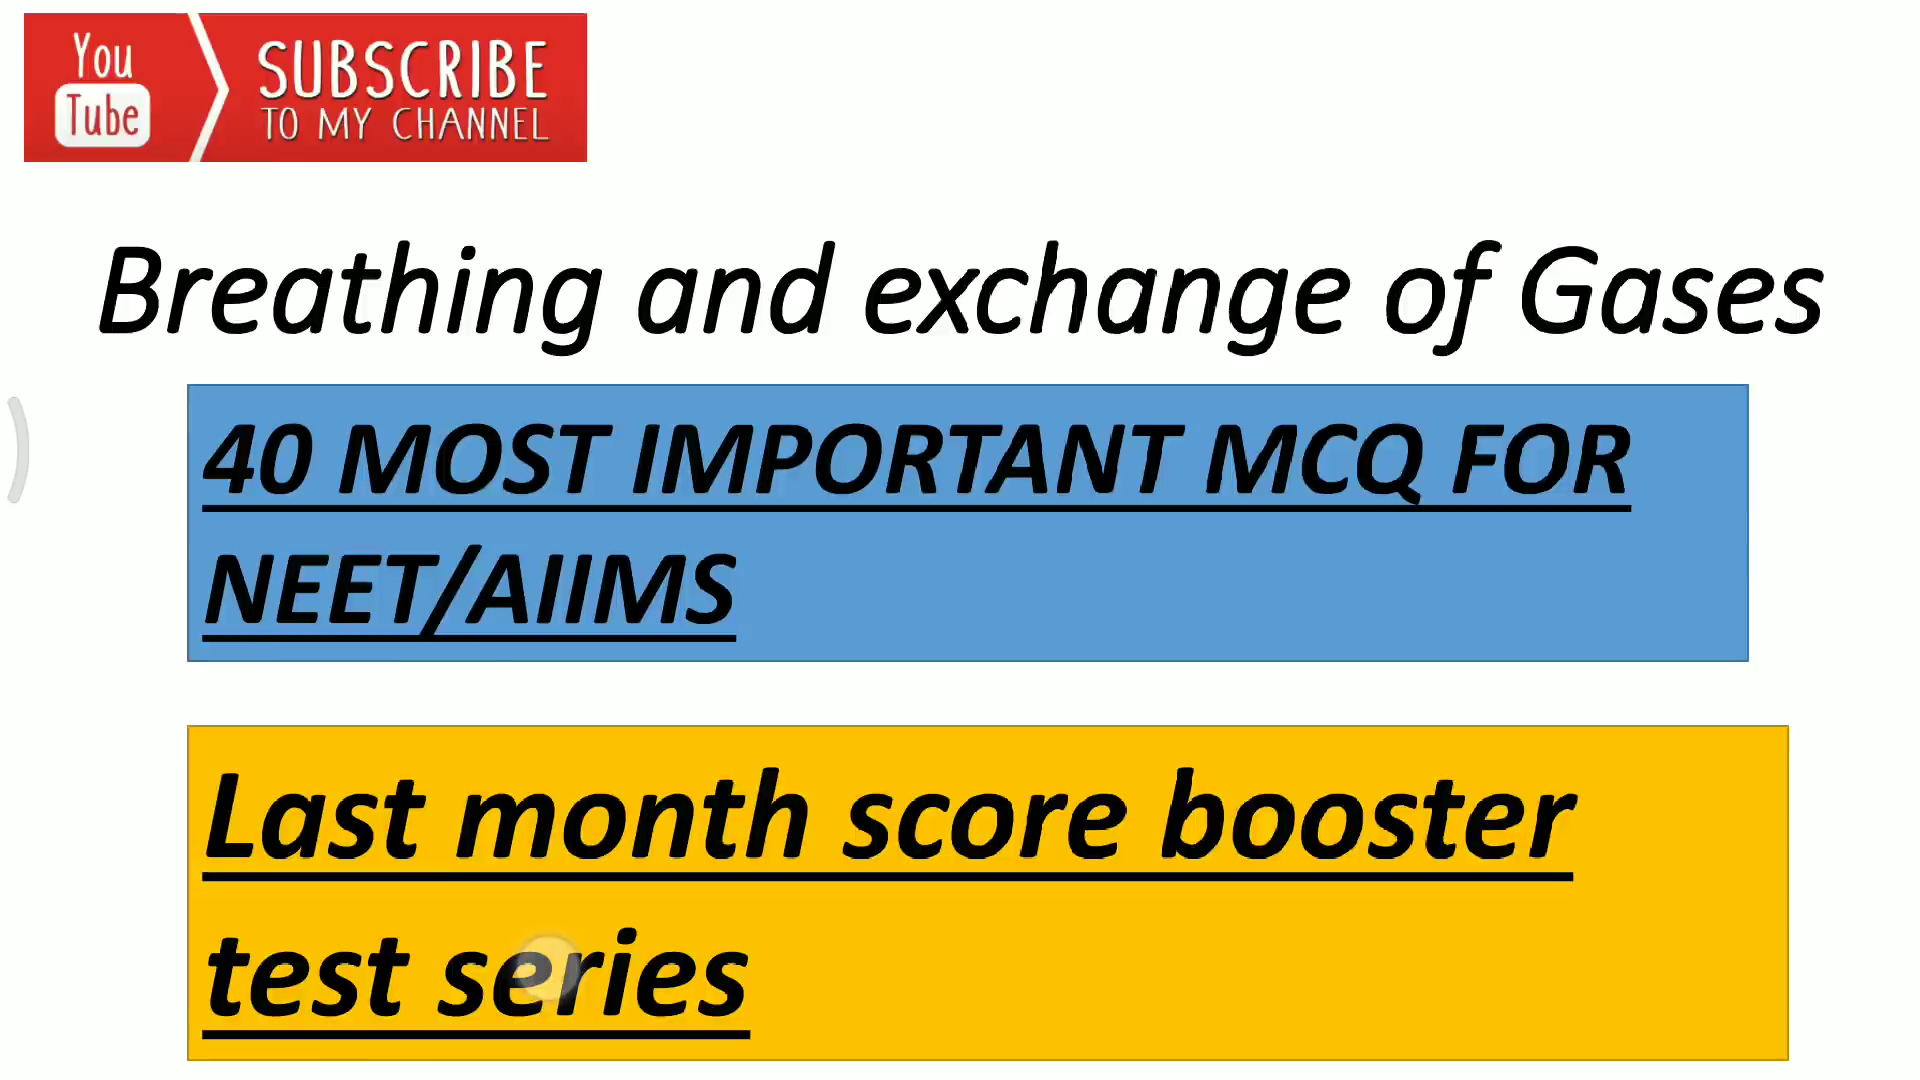 You
Tube
SUBSCRIBE
TO MY CHANNEL
Breathing and exchange of Gases
40 MOST IMPORTANT MCQ FOR
NEET/AIIMS
Last month score booster
test series